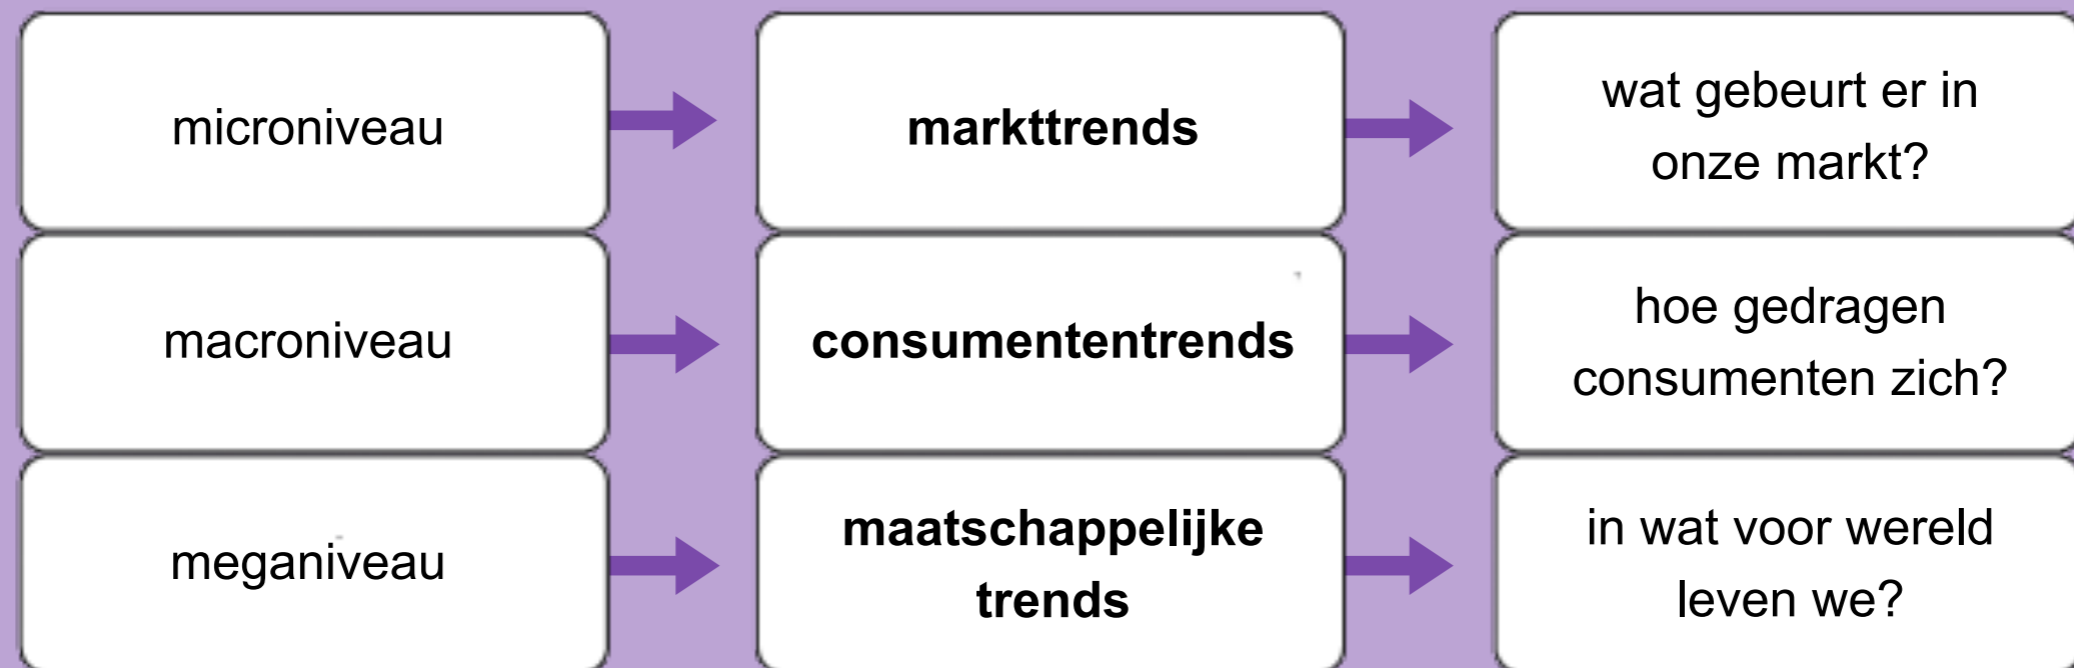 microniveau
markttrends
wat gebeurt er in
onze markt?
macroniveau
consumententrends
hoe gedragen
consumenten zich?
meganiveau
maatschappelijke
trends
in wat voor wereld
leven we?